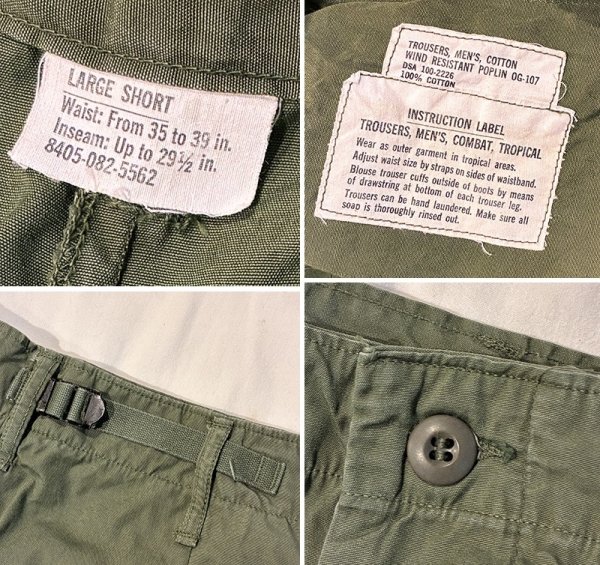 LARGE SHORT
Waist: From 35 to 39 in.
Inseam: Up to 29½ in.
8405-082-5562
TROUSERS, MEN'S, COTTON
WIND RESISTANT POPLIN OG-107
DSA 100-2226
100% COTTON
INSTRUCTION LABEL
TROUSERS, MEN'S, COMBAT, TROPICAL
Wear as outer garment in tropical areas.
Adjust waist size by straps on sides of waistband.
Blouse trouser cuffs outside of boots by means
of drawstring at bottom of each trouser leg.
Trousers can be hand laundered. Make sure all
soap is thoroughly rinsed out.